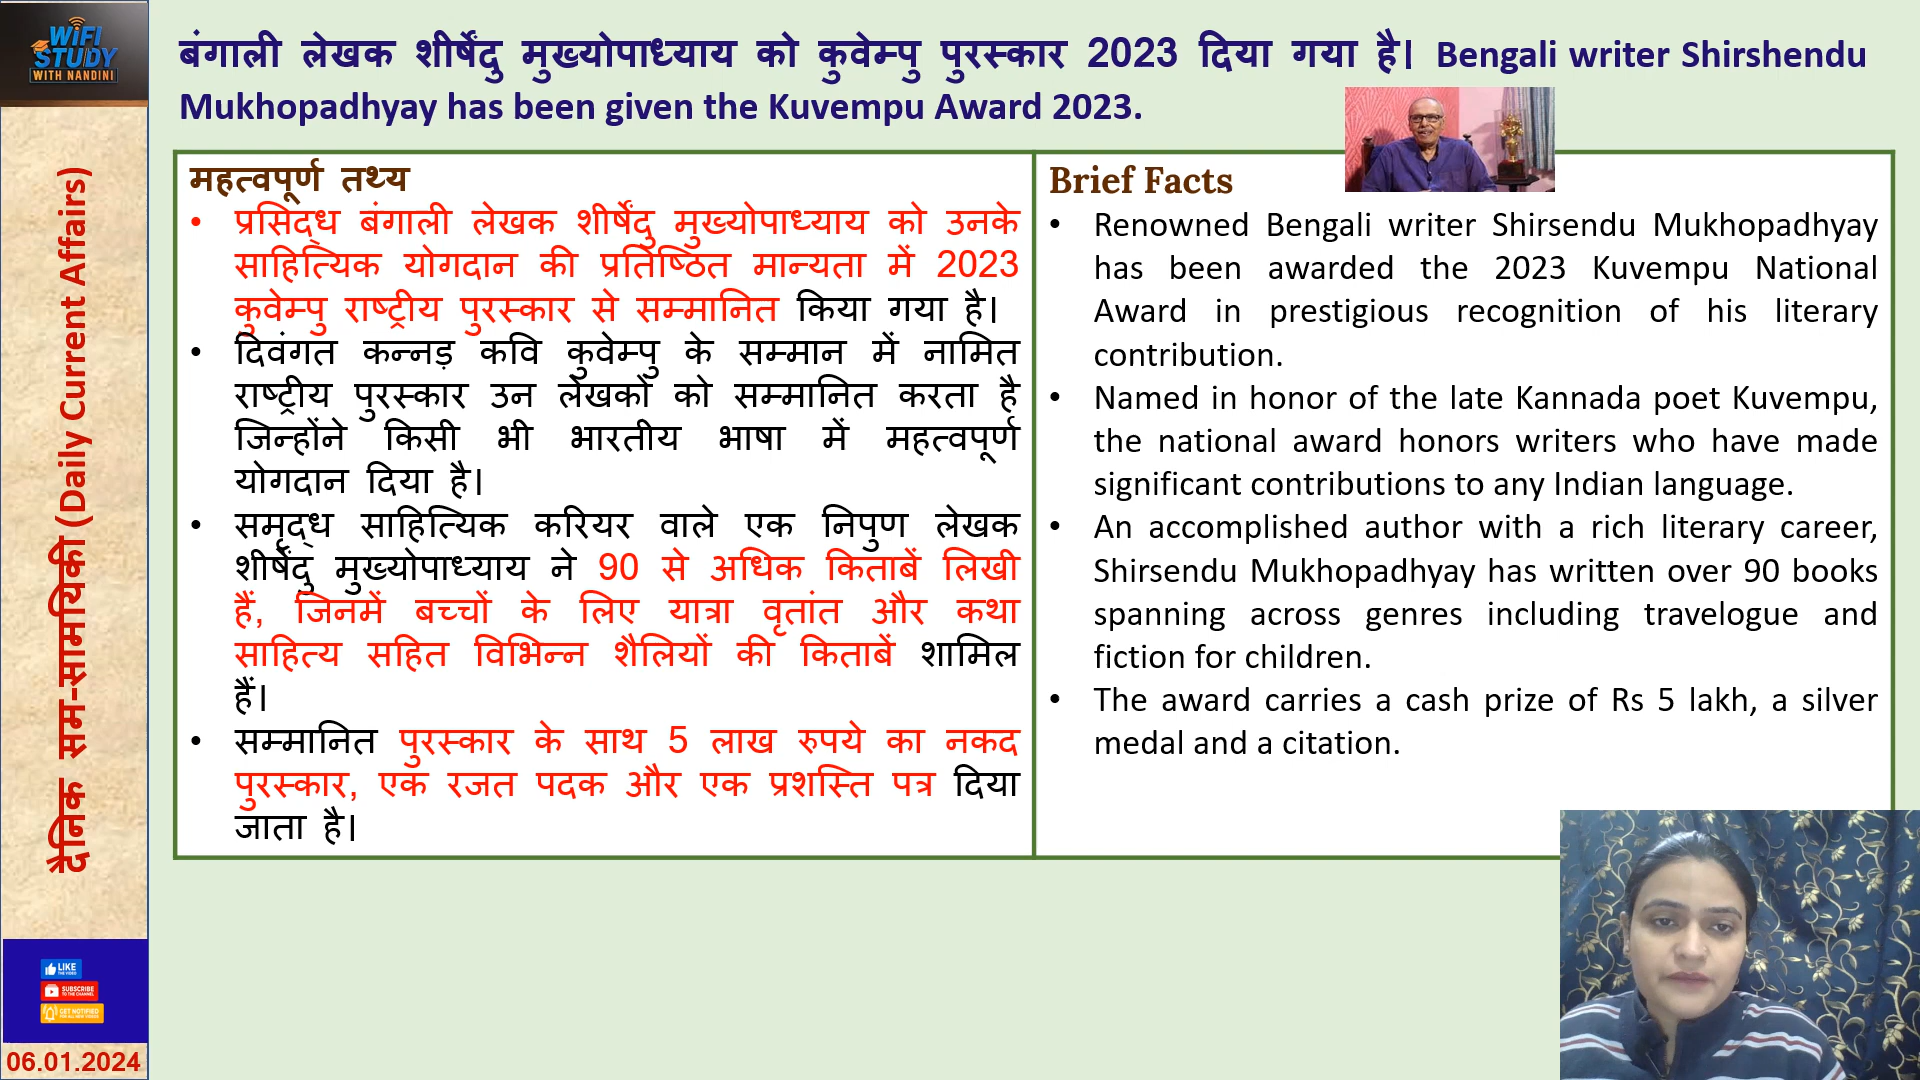 WiFi
STUDY
WITH NANDINI
दैनिक सम-सामयिकी (Daily Current Affairs)
LIKE
THE VIDEO
SUBSCRIBE
TO THE CHANNEL
GET NOTIFIED
06.01.2024
बंगाली लेखक शीर्षेंदु मुख्योपाध्याय को कुवेम्पु पुरस्कार 2023 दिया गया है। Bengali writer Shirshendu
Mukhopadhyay has been given the Kuvempu Award 2023.
महत्वपूर्ण तथ्य
• प्रसिद्ध बंगाली लेखक शीर्षेंदु मुख्योपाध्याय को उनके
साहित्यिक योगदान की प्रतिष्ठित मान्यता में 2023
कुवेम्पु राष्ट्रीय पुरस्कार से सम्मानित किया गया है।
• दिवंगत कन्नड़ कवि कुवेम्पु के सम्मान में नामित
राष्ट्रीय पुरस्कार उन लेखकों को सम्मानित करता है
जिन्होंने किसी भी भारतीय भाषा में महत्वपूर्ण
योगदान दिया है।
• समृद्ध साहित्यिक करियर वाले एक निपुण लेखक
शीर्षेंदु मुख्योपाध्याय ने 90 से अधिक किताबें लिखी
हैं, जिनमें बच्चों के लिए यात्रा वृतांत और कथा
साहित्य सहित विभिन्न शैलियों की किताबें शामिल
हैं।
• सम्मानित पुरस्कार के साथ 5 लाख रुपये का नकद
पुरस्कार, एक रजत पदक और एक प्रशस्ति पत्र दिया
जाता है।
Brief Facts
• Renowned Bengali writer Shirsendu Mukhopadhyay
has been awarded the 2023 Kuvempu National
Award in prestigious recognition of his literary
contribution.
• Named in honor of the late Kannada poet Kuvempu,
the national award honors writers who have made
significant contributions to any Indian language.
• An accomplished author with a rich literary career,
Shirsendu Mukhopadhyay has written over 90 books
spanning across genres including travelogue and
fiction for children.
• The award carries a cash prize of Rs 5 lakh, a silver
medal and a citation.